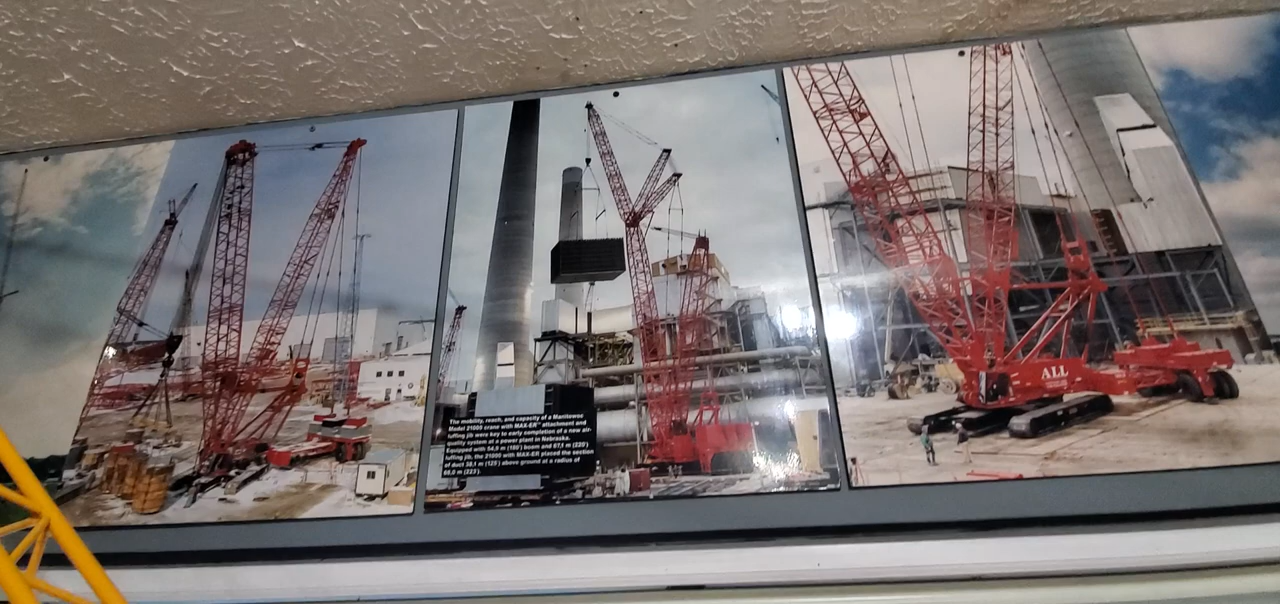 The mobility, reach, and capacity of a Manitowoc
Model 21000 crane with MAX-ER™ attachment and
luffing jib were key to early completion of a new air-
quality system at a power plant in Nebraska.
Equipped with 54,9 m (180') boom and 67,1 m (220')
luffing jib, the 21000 with MAX-ER placed the section
of duct 38,1 m (125') above ground at a radius of
68,0 m (223').
ALL